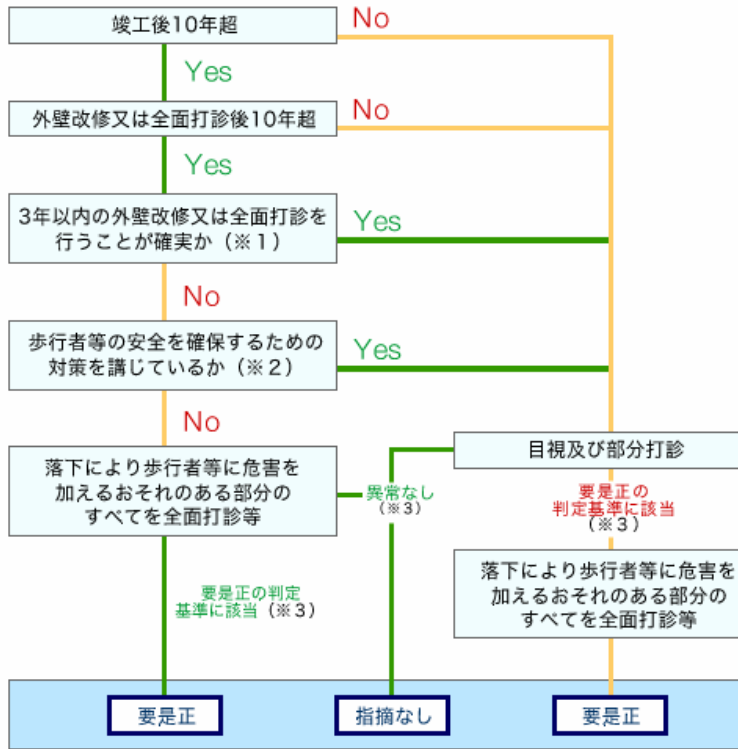 竣工後10年超
No
Yes
外壁改修又は全面打診後10年超
No
Yes
3年以内の外壁改修又は全面打診を
行うことが確実か（※１）
Yes
No
歩行者等の安全を確保するための
対策を講じているか（※２）
Yes
No
目視及び部分打診
落下により歩行者等に危害を
加えるおそれのある部分の
すべてを全面打診等
異常なし
（※３）
要是正の
判定基準に該当
（※３）
落下により歩行者等に危害を
加えるおそれのある部分の
すべてを全面打診等
要是正の判定
基準に該当（※３）
要是正
指摘なし
要是正